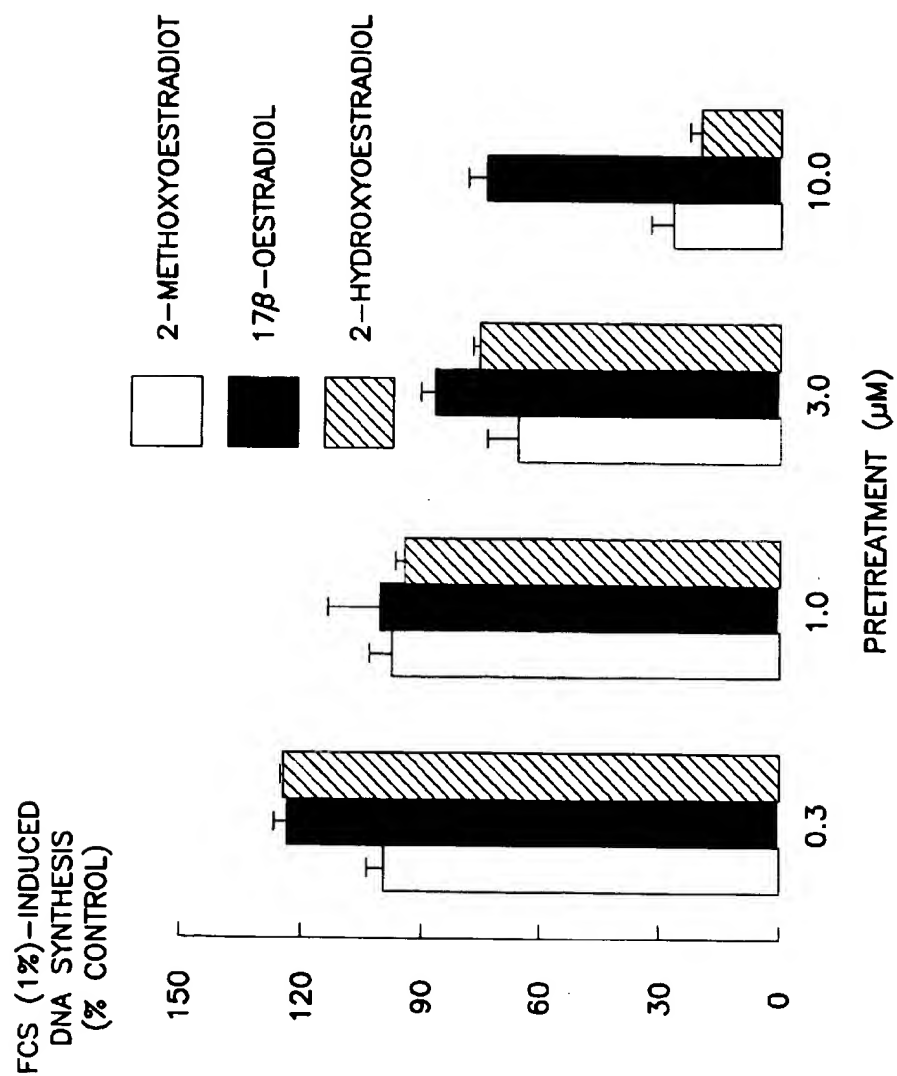 FCS (1%)-INDUCED
DNA SYNTHESIS
(% CONTROL)
150
120
90
60
30
0
2-METHOXYOESTRADIOT
17β-OESTRADIOL
2-HYDROXYOESTRADIOL
0.3
1.0
3.0
10.0
PRETREATMENT (μM)